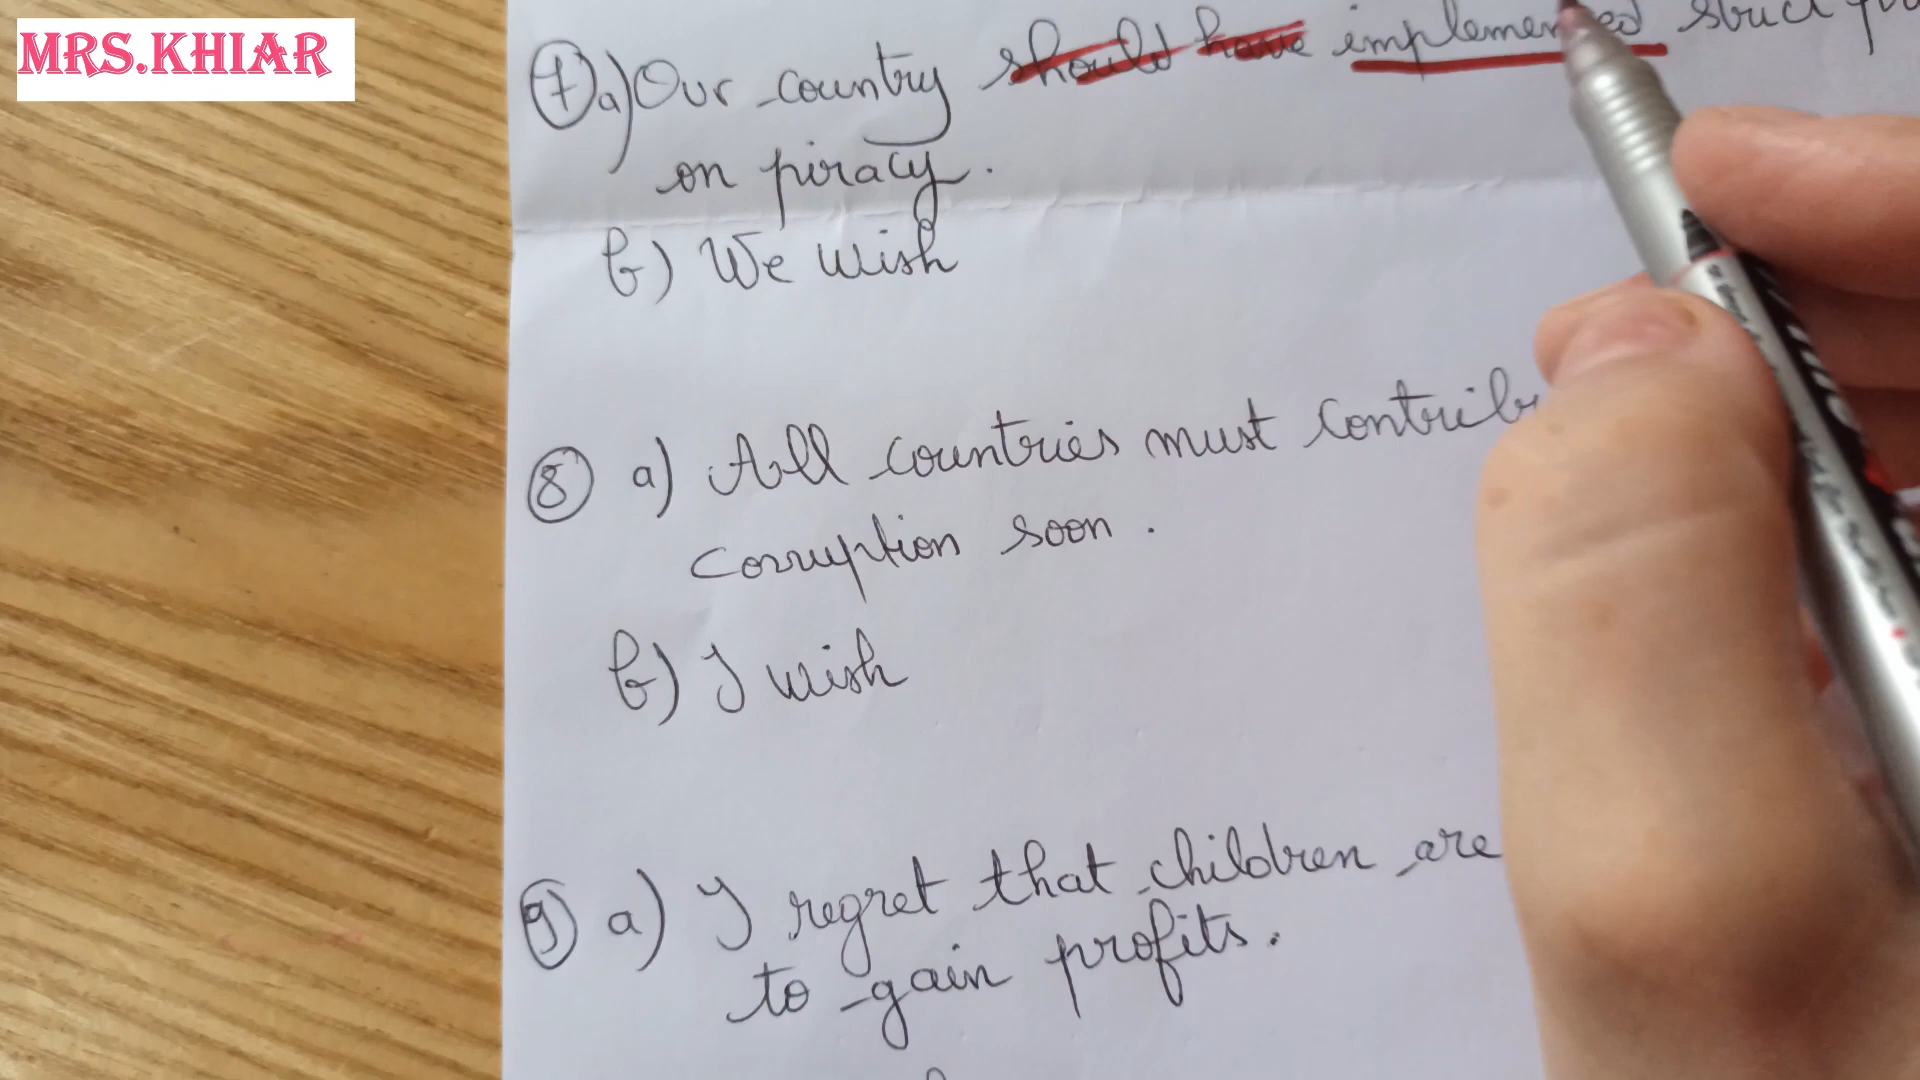 MRS.KHIAR
⑦ a) Our country should have implemented strict
on piracy.
b) We wish
⑧ a) All countries must
corruption soon.
b) I wish
⑨ a) I regret that children are
to gain profits.